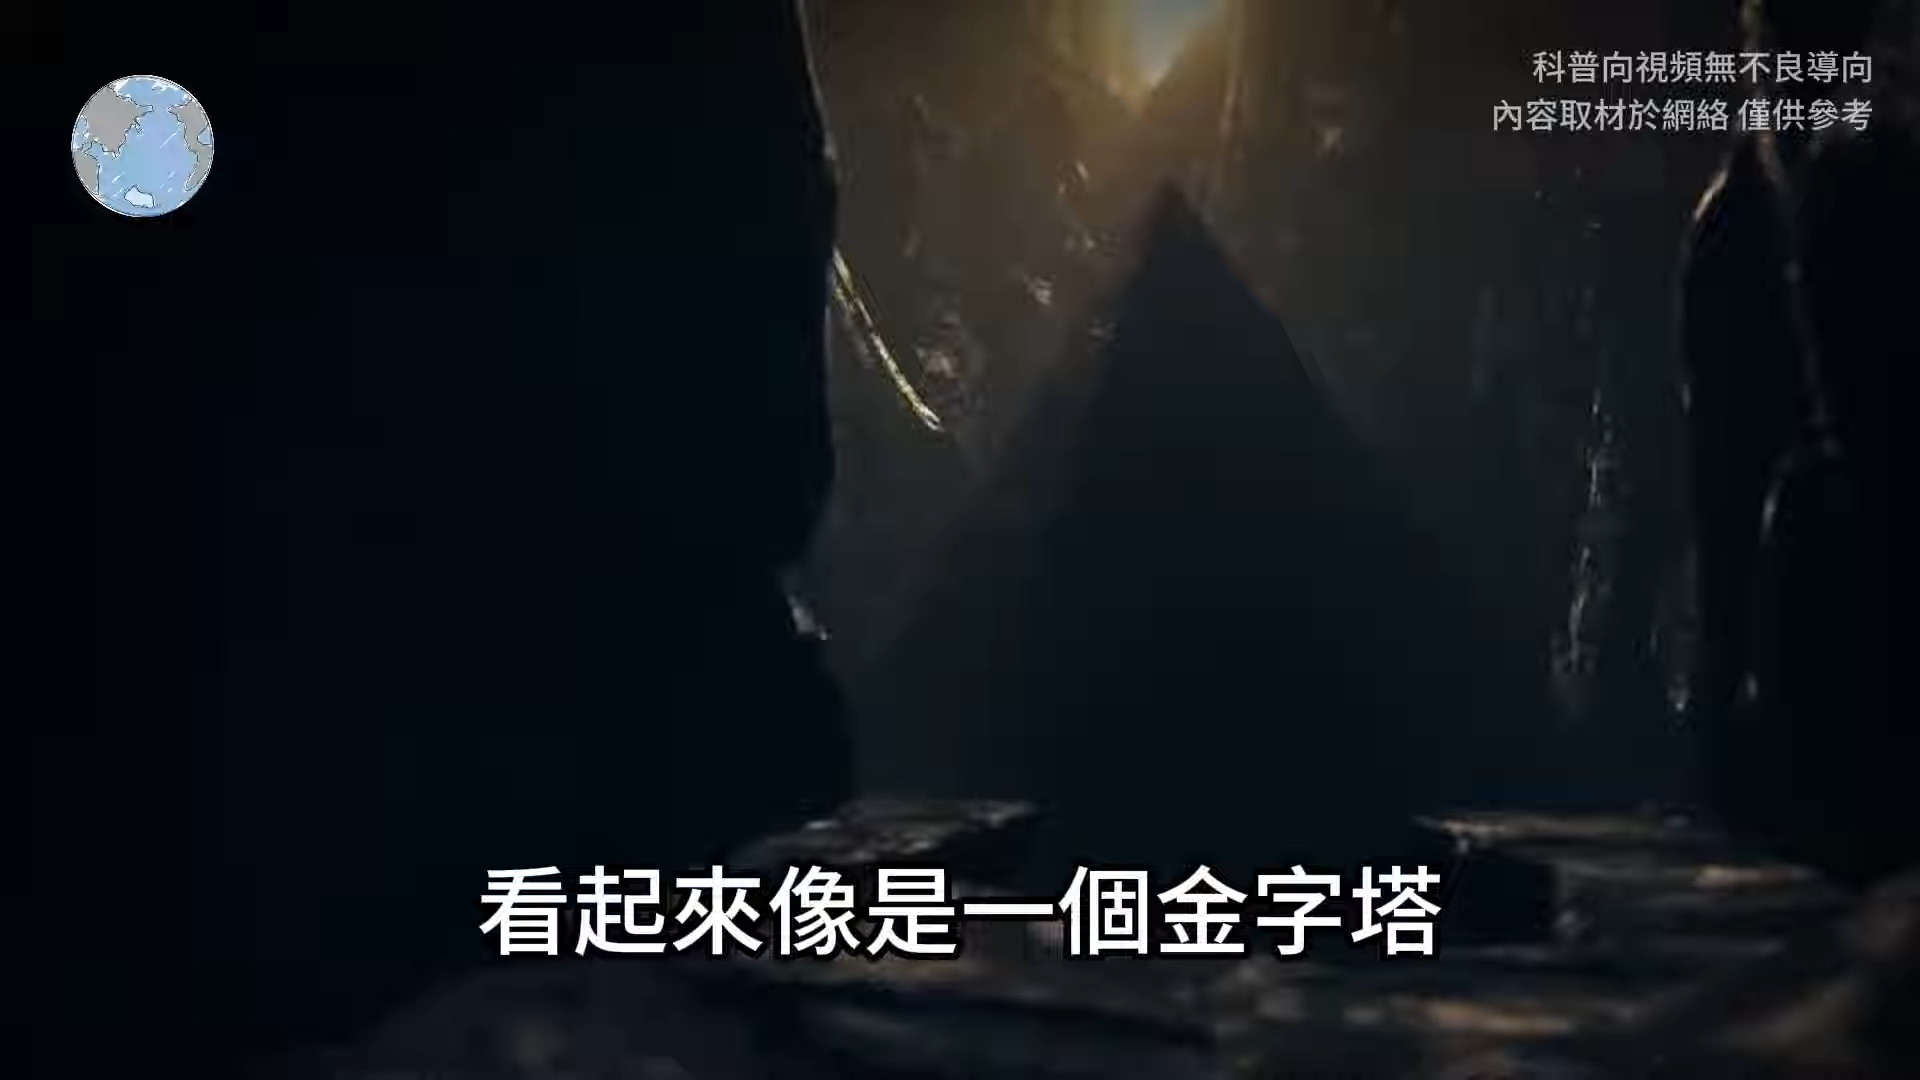 科普向視頻無不良導向
內容取材於網絡 僅供參考
看起來像是一個金字塔